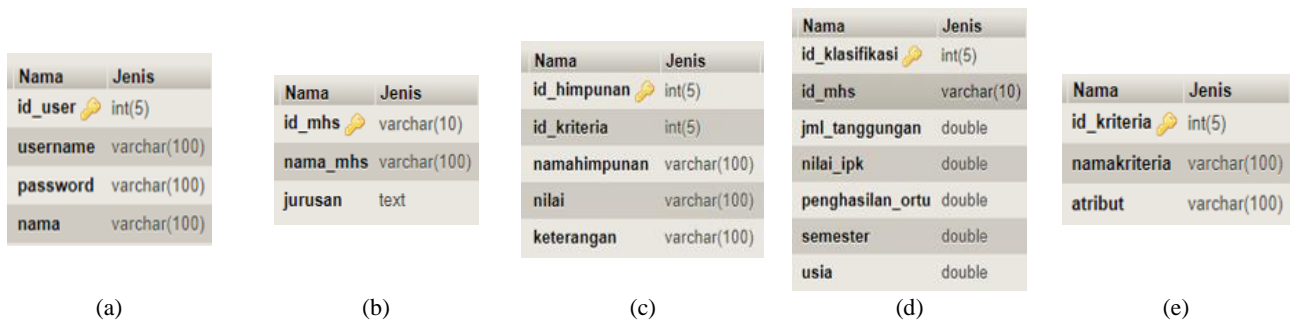 Nama Jenis
id_user int(5)
username varchar(100)
password varchar(100)
nama varchar(100)
(a)
Nama Jenis
id_mhs varchar(10)
nama_mhs varchar(100)
jurusan text
(b)
Nama Jenis
id_himpunan int(5)
id_kriteria int(5)
namahimpunan varchar(100)
nilai varchar(100)
keterangan varchar(100)
(c)
Nama Jenis
id_klasifikasi int(5)
id_mhs varchar(10)
jml_tanggungan double
nilai_ipk double
penghasilan_ortu double
semester double
usia double
(d)
Nama Jenis
id_kriteria int(5)
namakriteria varchar(100)
atribut varchar(100)
(e)